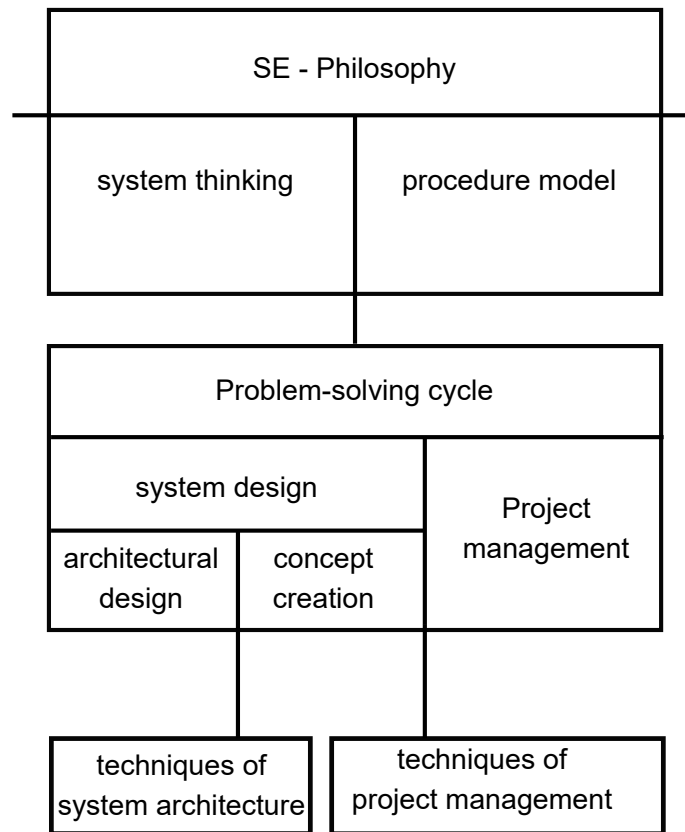 SE - Philosophy
system thinking
procedure model
Problem-solving cycle
system design
Project
management
architectural
design
concept
creation
techniques of
system architecture
techniques of
project management